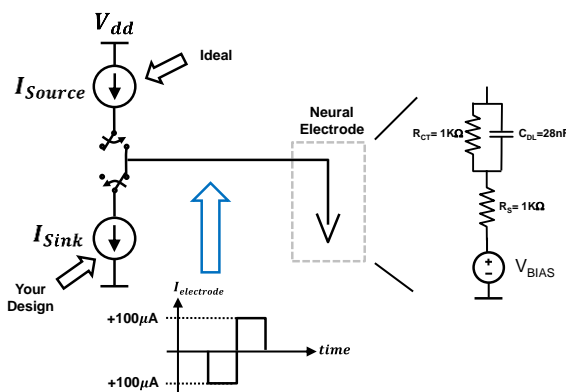 V_dd
Ideal
I_Source
Neural
Electrode
R_CT= 1KΩ
C_DL=28nF
R_S= 1KΩ
I_Sink
V_BIAS
Your
Design
I_electrode
+100μA
time
+100μA